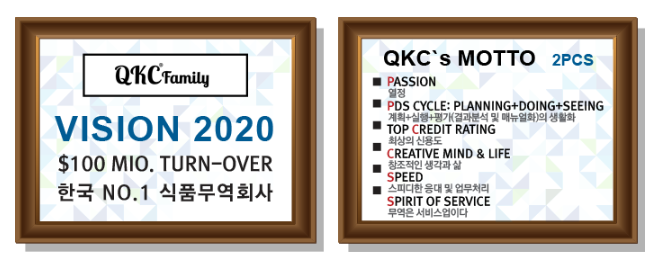 QKC® Family
VISION 2020
$100 MIO. TURN-OVER
한국 NO.1 식품무역회사
QKC`s MOTTO 2PCS
■ PASSION
열정
■ PDS CYCLE: PLANNING+DOING+SEEING
계획+실행+평가(결과분석 및 매뉴얼화)의 생활화
■ TOP CREDIT RATING
최상의 신용도
■ CREATIVE MIND & LIFE
창조적인 생각과 삶
■ SPEED
스피디한 응대 및 업무처리
■ SPIRIT OF SERVICE
무역은 서비스업이다